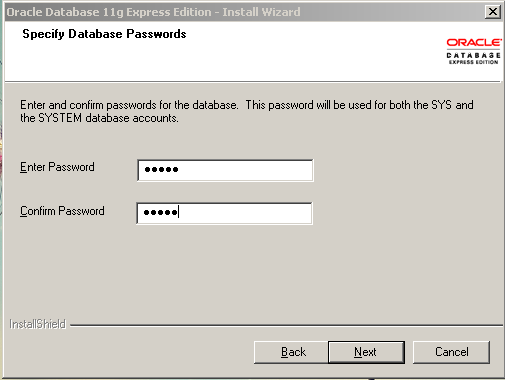 Oracle Database 11g Express Edition - Install Wizard
Specify Database Passwords
ORACLE
DATABASE
EXPRESS EDITION
Enter and confirm passwords for the database. This password will be used for both the SYS and
the SYSTEM database accounts.
Enter Password
●●●●●
Confirm Password
●●●●●
InstallShield
Back
Next
Cancel